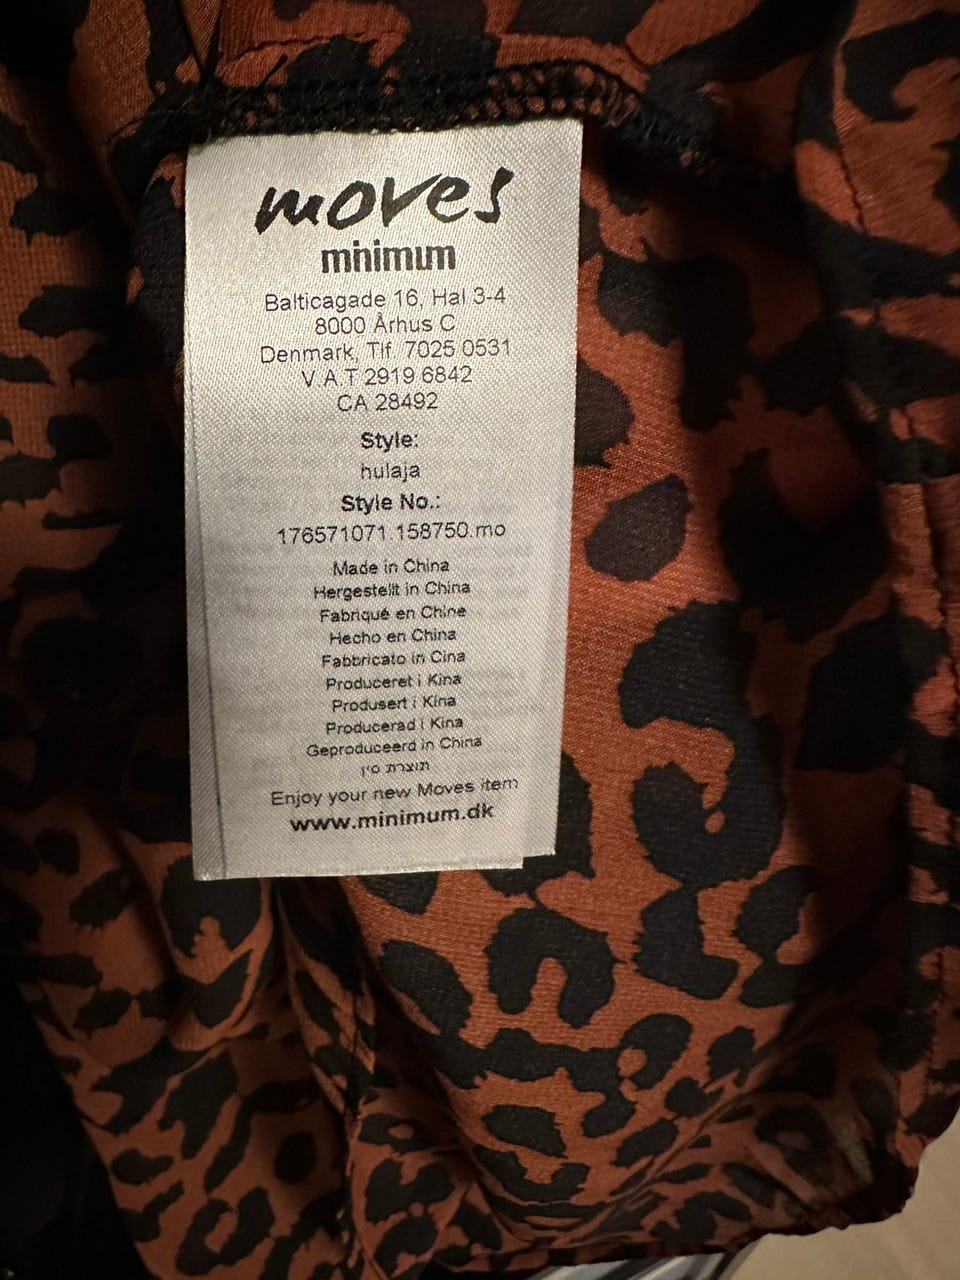 moves
minimum
Balticagade 16, Hal 3-4
8000 Århus C
Denmark, Tlf. 7025 0531
V A T 2919 6842
CA 28492
Style:
hulaja
Style No.:
176571071.158750.mo
Made in China
Hergestellt in China
Fabriqué en Chine
Hecho en China
Fabbricato in Cina
Produceret i Kina
Produsert i Kina
Producerad i Kina
Geproduceerd in China
תוצרת סין
Enjoy your new Moves item
www.minimum.dk